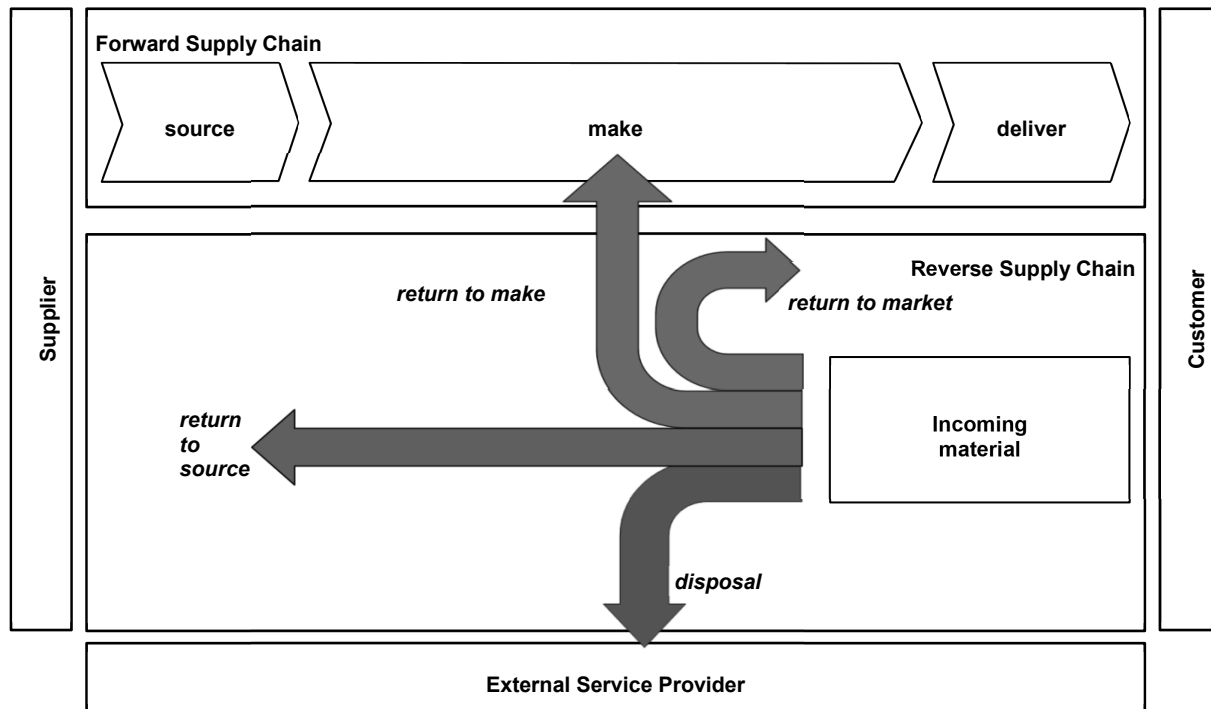 Forward Supply Chain
source
make
deliver
Supplier
Customer
Reverse Supply Chain
return to make
return to market
return
to
source
Incoming
material
disposal
External Service Provider